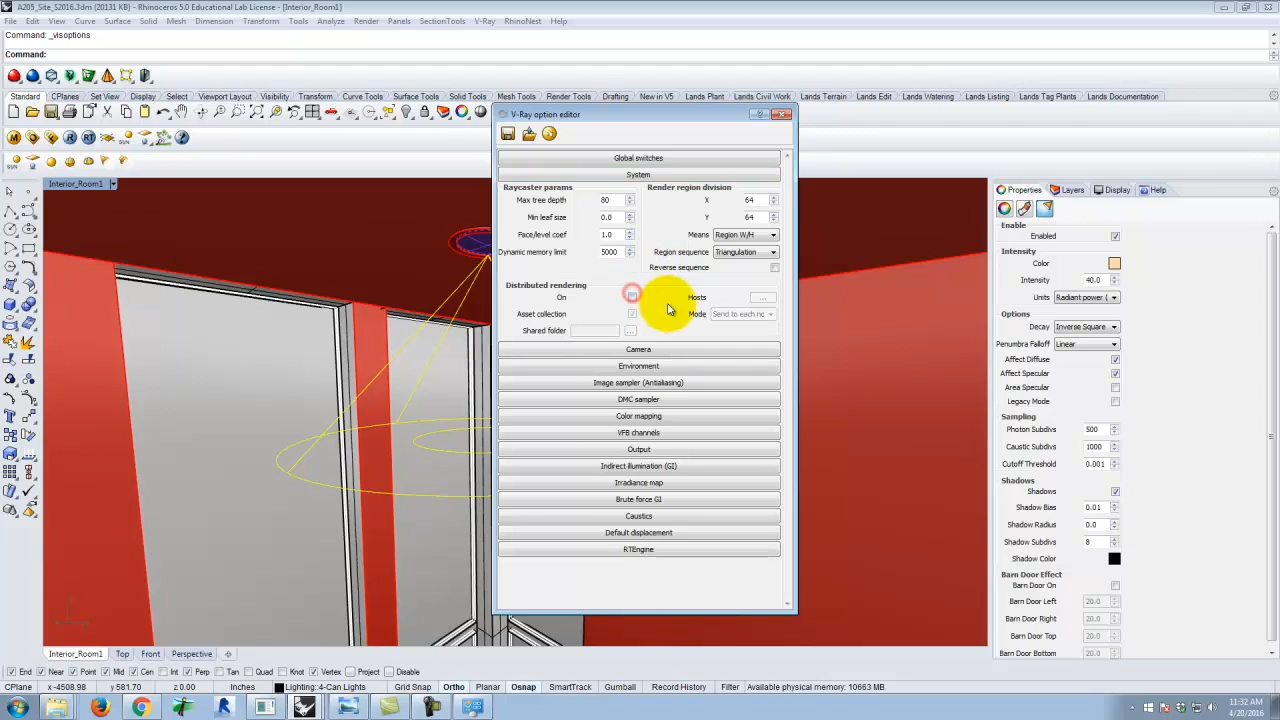 A205_Site_S2016.3dm (20131 KB) - Rhinoceros 5.0 Educational Lab License - [Interior_Room1]
File Edit View Curve Surface Solid Mesh Dimension Transform Tools Analyze Render Panels SectionTools V-Ray RhinoNest Help
Command: _visoptions
Command:
Standard CPlanes Set View Display Select Viewport Layout Visibility Transform Curve Tools Surface Tools Solid Tools Mesh Tools Render Tools Drafting New in V5 Lands Plant Lands Civil Work Lands Terrain Lands Watering Lands Listing Lands Tag Plants Lands Documentation
V-Ray option editor
M R RT SUN
SUN
Global switches
Interior_Room1
System
Properties Layers Display Help
Raycaster params Render region division
Max tree depth 80 X 64
Min leaf size 0.0 Y 64
Face/level coef 1.0 Means Region W/H
Dynamic memory limit 5000 Region sequence Triangulation
Reverse sequence
Distributed rendering
On Hosts ...
Asset collection Mode Send to each nc
Shared folder ...
Camera
Environment
Image sampler (Antialiasing)
DMC sampler
Color mapping
VFB channels
Output
Indirect illumination (GI)
Irradiance map
Brute force GI
Caustics
Default displacement
RTEngine
Enable
Enabled
Intensity
Color
Intensity 40.0
Units Radiant power (
Options
Decay Inverse Square
Penumbra Falloff Linear
Affect Diffuse
Affect Specular
Area Specular
Legacy Mode
Sampling
Photon Subdivs 500
Caustic Subdivs 1000
Cutoff Threshold 0.001
Shadows
Shadows
Shadow Bias 0.01
Shadow Radius 0.0
Shadow Subdivs 8
Shadow Color
Barn Door Effect
Barn Door On
Barn Door Left 20.0
Barn Door Right 20.0
Barn Door Top 20.0
Barn Door Bottom 20.0
Interior_Room1 Top Front Perspective
End Near Point Mid Cen Int Perp Tan Quad Knot Vertex Project Disable
CPlane x -4508.98 y 581.70 z 0.00 Inches Lighting: 4-Can Lights Grid Snap Ortho Planar Osnap SmartTrack Gumball Record History Filter Available physical memory: 10663 MB
11:32 AM
4/20/2016